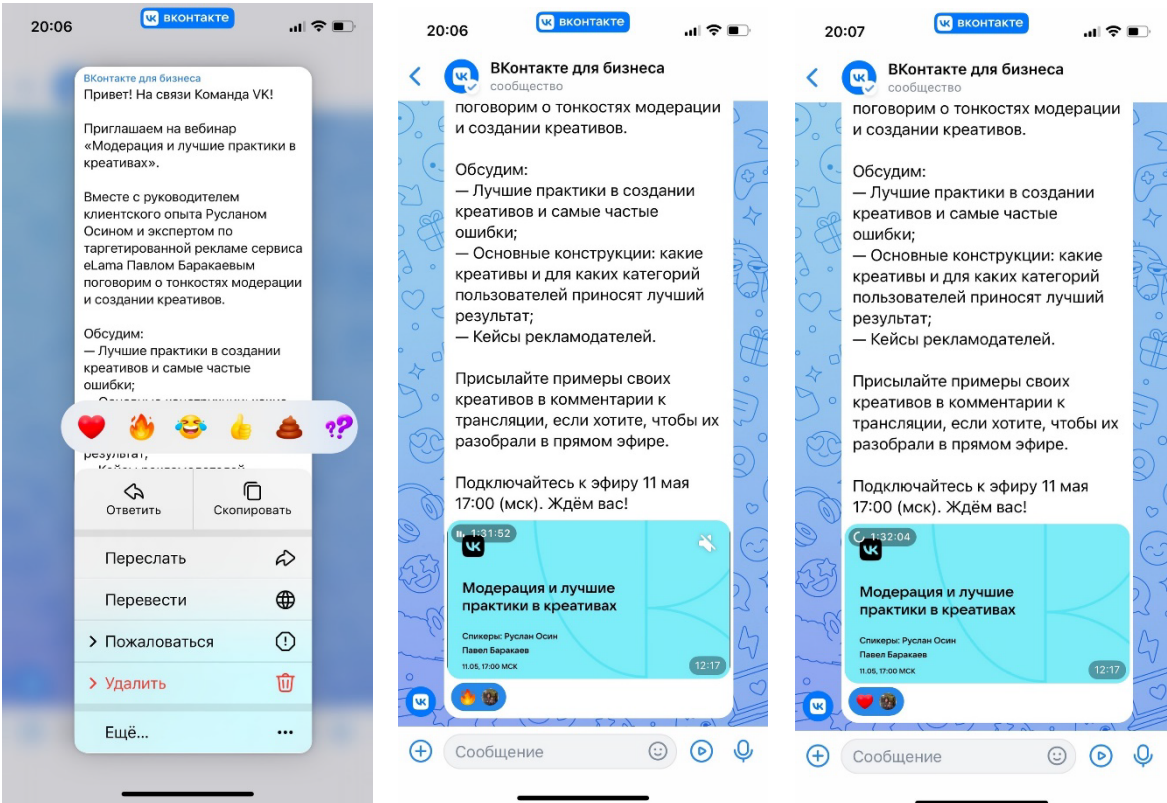 20:06
вконтакте
ВКонтакте для бизнеса
Привет! На связи Команда VK!
Приглашаем на вебинар
«Модерация и лучшие практики в
креативах».
Вместе с руководителем
клиентского опыта Русланом
Осином и экспертом по
таргетированной рекламе сервиса
eLama Павлом Баракаевым
поговорим о тонкостях модерации
и создании креативов.
Обсудим:
— Лучшие практики в создании
креативов и самые частые
ошибки;
результат;
Ответить
Скопировать
Переслать
Перевести
Пожаловаться
Удалить
Ещё...
20:06
вконтакте
ВКонтакте для бизнеса
сообщество
поговорим о тонкостях модерации
и создании креативов.
Обсудим:
— Лучшие практики в создании
креативов и самые частые
ошибки;
— Основные конструкции: какие
креативы и для каких категорий
пользователей приносят лучший
результат;
— Кейсы рекламодателей.
Присылайте примеры своих
креативов в комментарии к
трансляции, если хотите, чтобы их
разобрали в прямом эфире.
Подключайтесь к эфиру 11 мая
17:00 (мск). Ждём вас!
1:31:52
Модерация и лучшие
практики в креативах
Спикеры: Руслан Осин
Павел Баракаев
11.05, 17:00 МСК
12:17
Сообщение
20:07
вконтакте
ВКонтакте для бизнеса
сообщество
поговорим о тонкостях модерации
и создании креативов.
Обсудим:
— Лучшие практики в создании
креативов и самые частые
ошибки;
— Основные конструкции: какие
креативы и для каких категорий
пользователей приносят лучший
результат;
— Кейсы рекламодателей.
Присылайте примеры своих
креативов в комментарии к
трансляции, если хотите, чтобы их
разобрали в прямом эфире.
Подключайтесь к эфиру 11 мая
17:00 (мск). Ждём вас!
1:32:04
Модерация и лучшие
практики в креативах
Спикеры: Руслан Осин
Павел Баракаев
11.05, 17:00 МСК
12:17
Сообщение